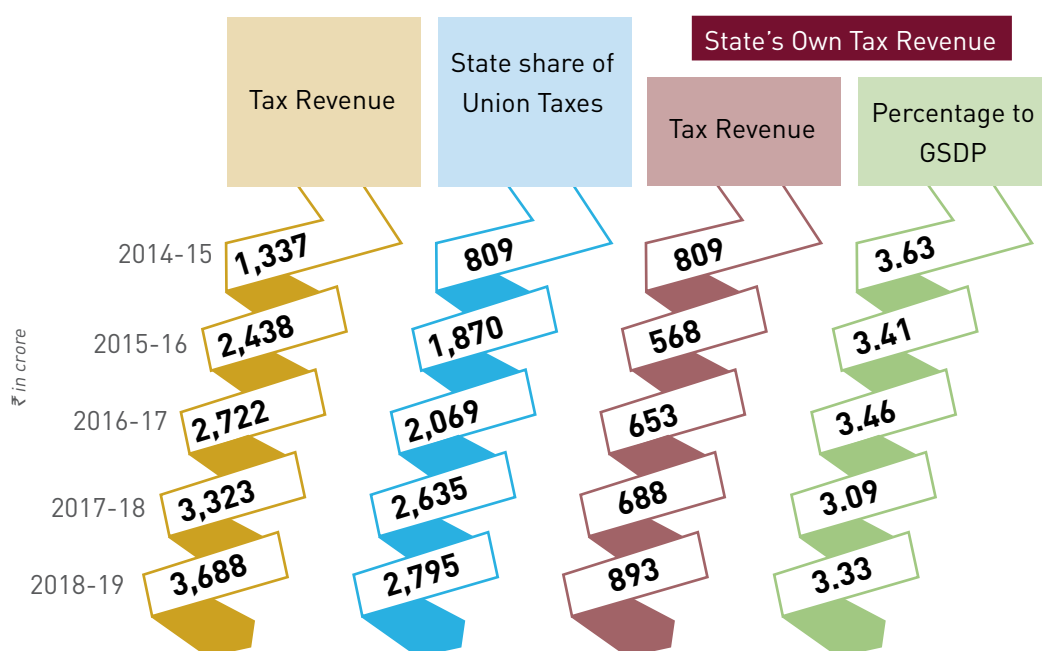 State's Own Tax Revenue
Tax Revenue
State share of
Union Taxes
Tax Revenue
Percentage to
GSDP
₹ in crore
2014-15 1,337 809 809 3.63
2015-16 2,438 1,870 568 3.41
2016-17 2,722 2,069 653 3.46
2017-18 3,323 2,635 688 3.09
2018-19 3,688 2,795 893 3.33